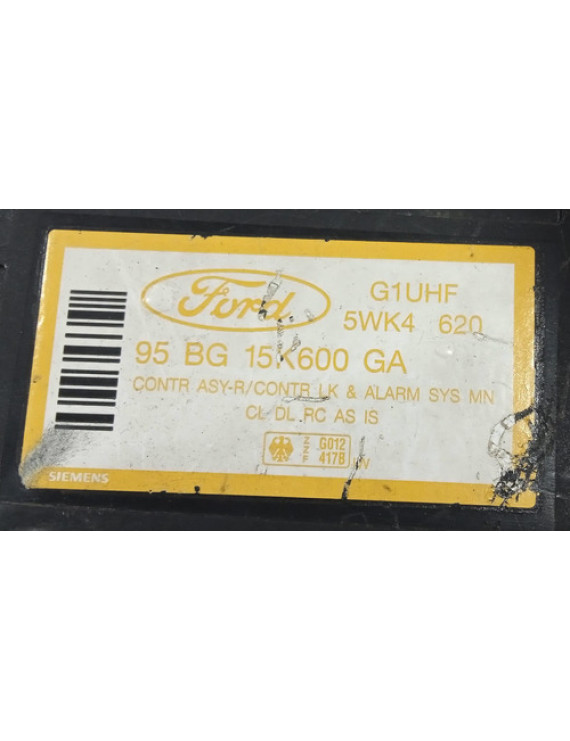 Ford
G1UHF
5WK4 620
95 BG 15K600 GA
CONTR ASY-R/CONTR LK & ALARM SYS MN
CL DL RC AS IS
G012
417B
SIEMENS